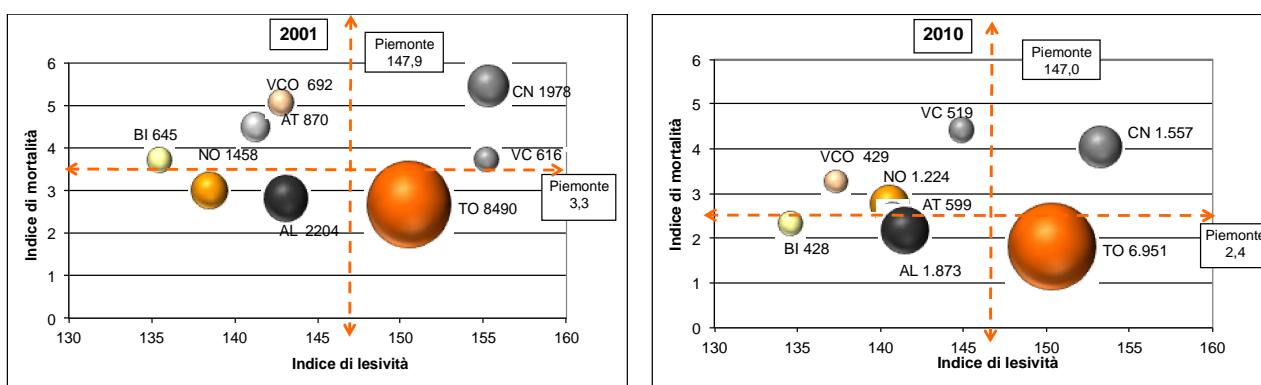 2001
Piemonte
147,9
Indice di mortalità
6
5
4
3
2
1
0
VCO 692
AT 870
BI 645
NO 1458
AL 2204
CN 1978
VC 616
TO 8490
Piemonte
3,3
130 135 140 145 150 155 160
Indice di lesività
2010
Piemonte
147,0
Indice di mortalità
6
5
4
3
2
1
0
VC 519
CN 1.557
VCO 429
NO 1.224
AT 599
BI 428
AL 1.873
TO 6.951
Piemonte
2,4
130 135 140 145 150 155 160
Indice di lesività